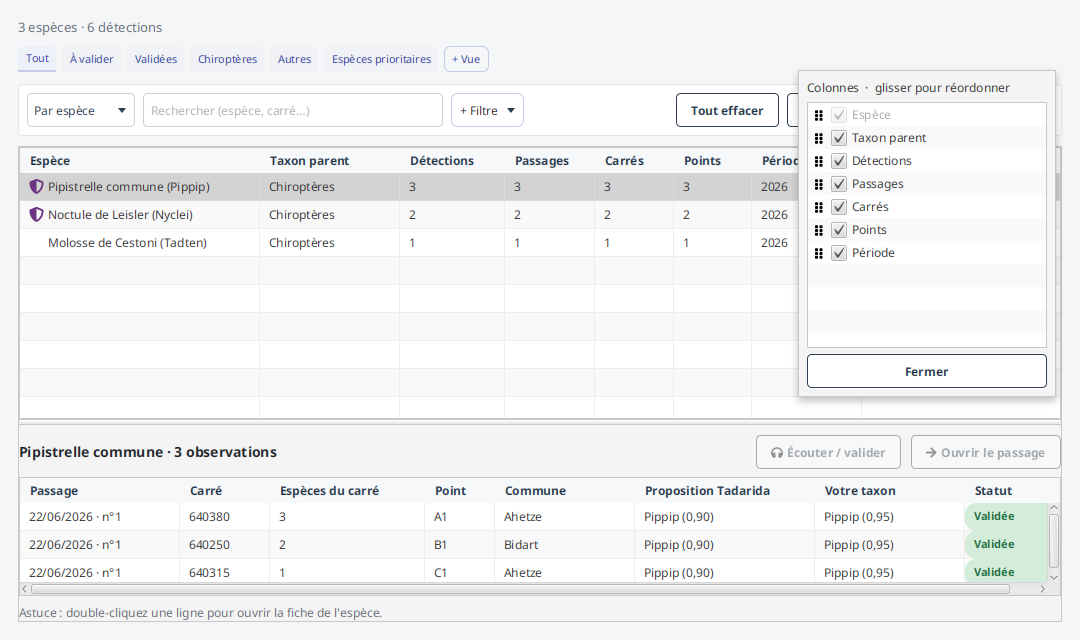 3 espèces · 6 détections
Tout À valider Validées Chiroptères Autres Espèces prioritaires + Vue
Par espèce Rechercher (espèce, carré...) + Filtre Tout effacer
Colonnes · glisser pour réordonner
Espèce
Taxon parent
Détections
Passages
Carrés
Points
Période
Fermer
Espèce Taxon parent Détections Passages Carrés Points Périod
Pipistrelle commune (Pippip) Chiroptères 3 3 3 3 2026
Noctule de Leisler (Nyclei) Chiroptères 2 2 2 2 2026
Molosse de Cestoni (Tadten) Chiroptères 1 1 1 1 2026
Pipistrelle commune · 3 observations Écouter / valider Ouvrir le passage
Passage Carré Espèces du carré Point Commune Proposition Tadarida Votre taxon Statut
22/06/2026 · n°1 640380 3 A1 Ahetze Pippip (0,90) Pippip (0,95) Validée
22/06/2026 · n°1 640250 2 B1 Bidart Pippip (0,90) Pippip (0,95) Validée
22/06/2026 · n°1 640315 1 C1 Ahetze Pippip (0,90) Pippip (0,95) Validée
Astuce : double-cliquez une ligne pour ouvrir la fiche de l'espèce.